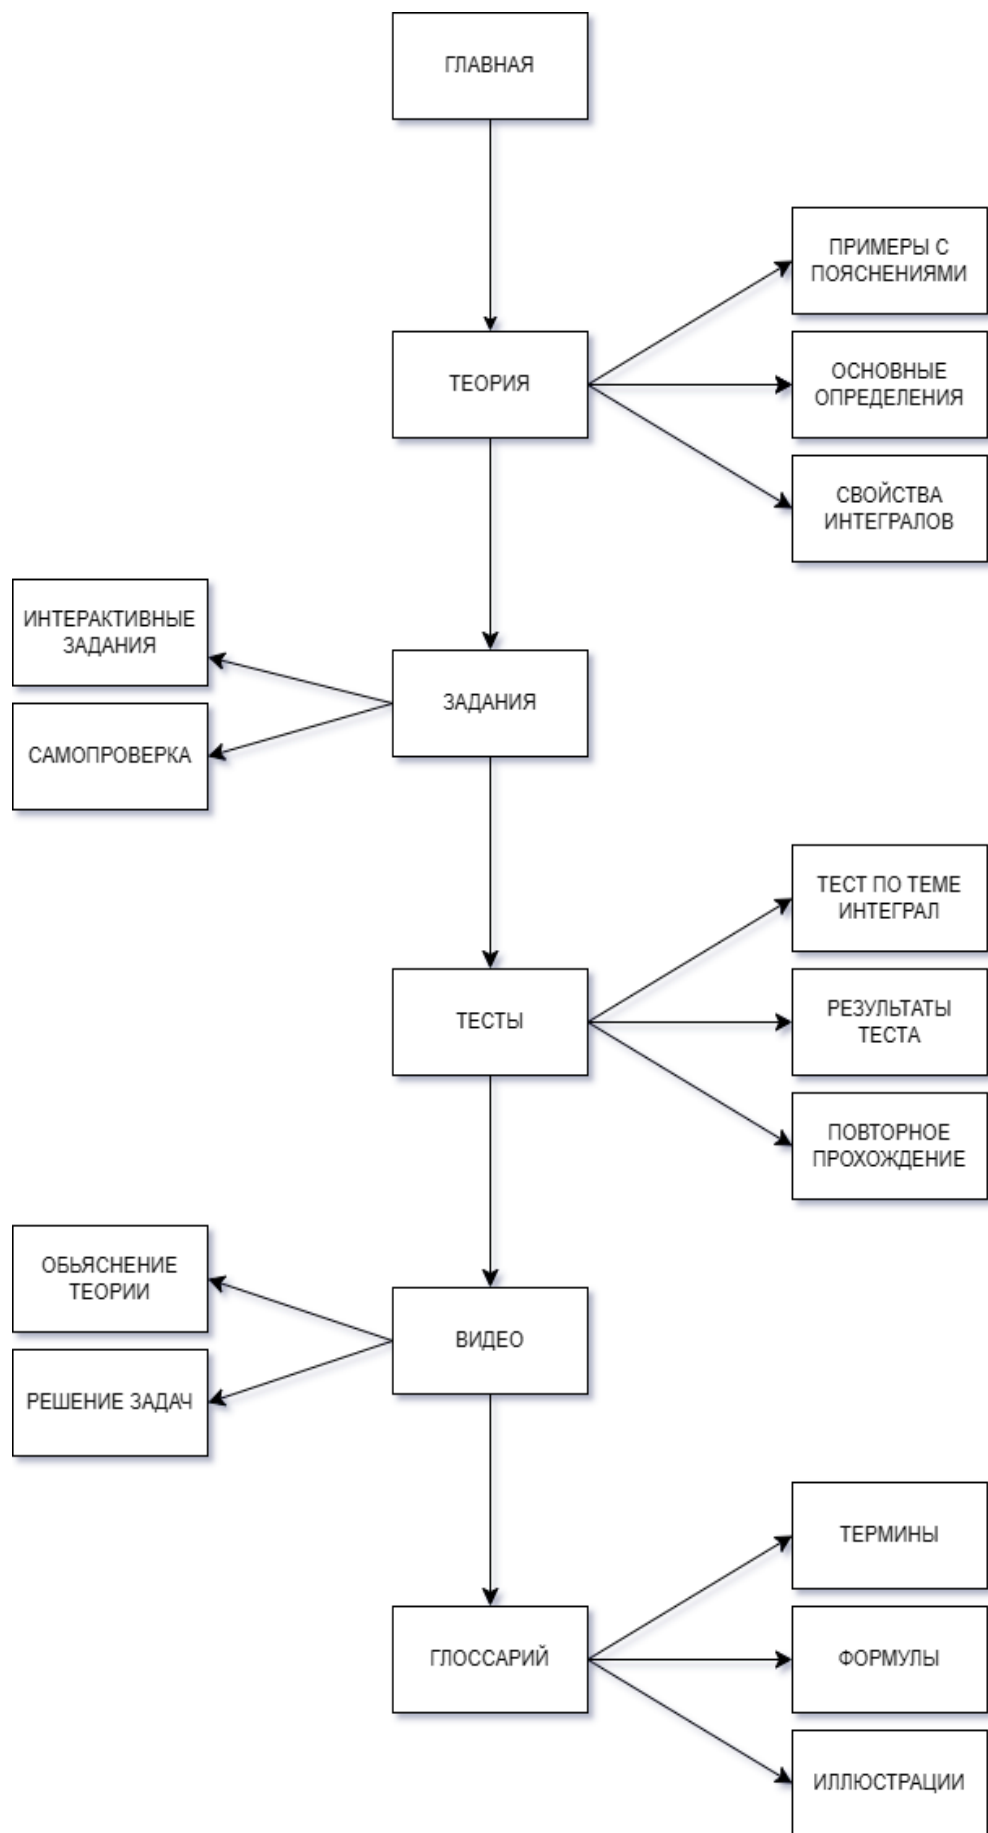 ГЛАВНАЯ
ПРИМЕРЫ С
ПОЯСНЕНИЯМИ
ТЕОРИЯ
ОСНОВНЫЕ
ОПРЕДЕЛЕНИЯ
СВОЙСТВА
ИНТЕГРАЛОВ
ИНТЕРАКТИВНЫЕ
ЗАДАНИЯ
ЗАДАНИЯ
САМОПРОВЕРКА
ТЕСТ ПО ТЕМЕ
ИНТЕГРАЛ
ТЕСТЫ
РЕЗУЛЬТАТЫ
ТЕСТА
ПОВТОРНОЕ
ПРОХОЖДЕНИЕ
ОБЬЯСНЕНИЕ
ТЕОРИИ
ВИДЕО
РЕШЕНИЕ ЗАДАЧ
ТЕРМИНЫ
ГЛОССАРИЙ
ФОРМУЛЫ
ИЛЛЮСТРАЦИИ